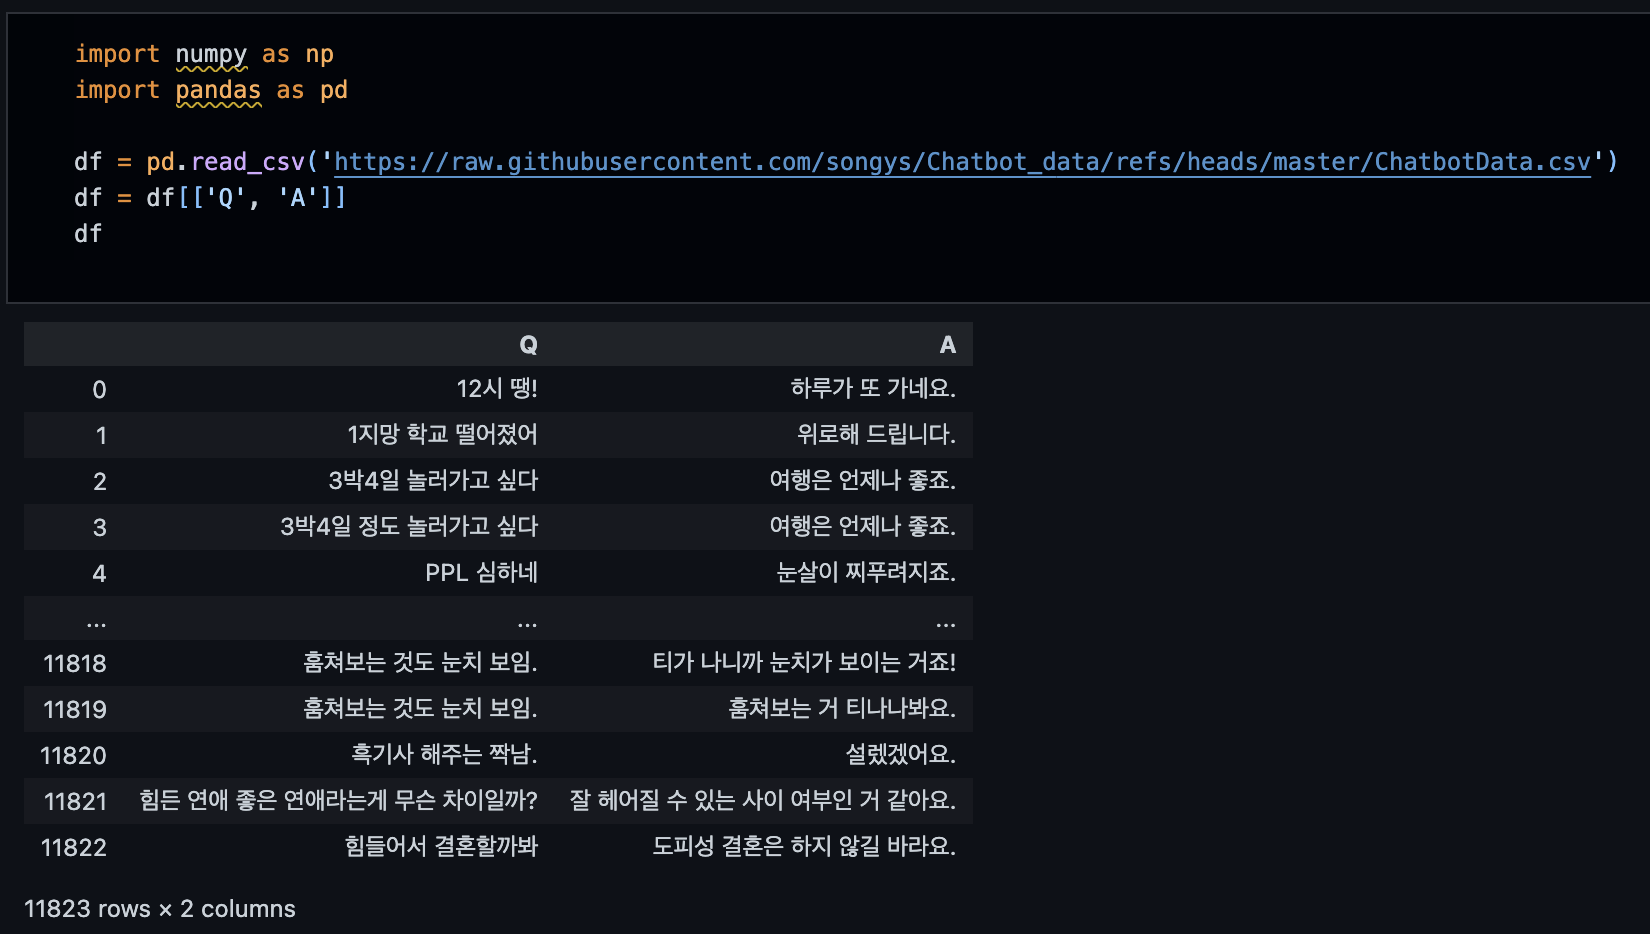 import numpy as np
import pandas as pd
df = pd.read_csv('https://raw.githubusercontent.com/songys/Chatbot_data/refs/heads/master/ChatbotData.csv')
df = df[['Q', 'A']]
df
Q A
0 12시 땡! 하루가 또 가네요.
1 1지망 학교 떨어졌어 위로해 드립니다.
2 3박4일 놀러가고 싶다 여행은 언제나 좋죠.
3 3박4일 정도 놀러가고 싶다 여행은 언제나 좋죠.
4 PPL 심하네 눈살이 찌푸려지죠.
... ... ...
11818 훔쳐보는 것도 눈치 보임. 티가 나니까 눈치가 보이는 거죠!
11819 훔쳐보는 것도 눈치 보임. 훔쳐보는 거 티나나봐요.
11820 흑기사 해주는 짝남. 설렜겠어요.
11821 힘든 연애 좋은 연애라는게 무슨 차이일까? 잘 헤어질 수 있는 사이 여부인 거 같아요.
11822 힘들어서 결혼할까봐 도피성 결혼은 하지 않길 바라요.
11823 rows × 2 columns